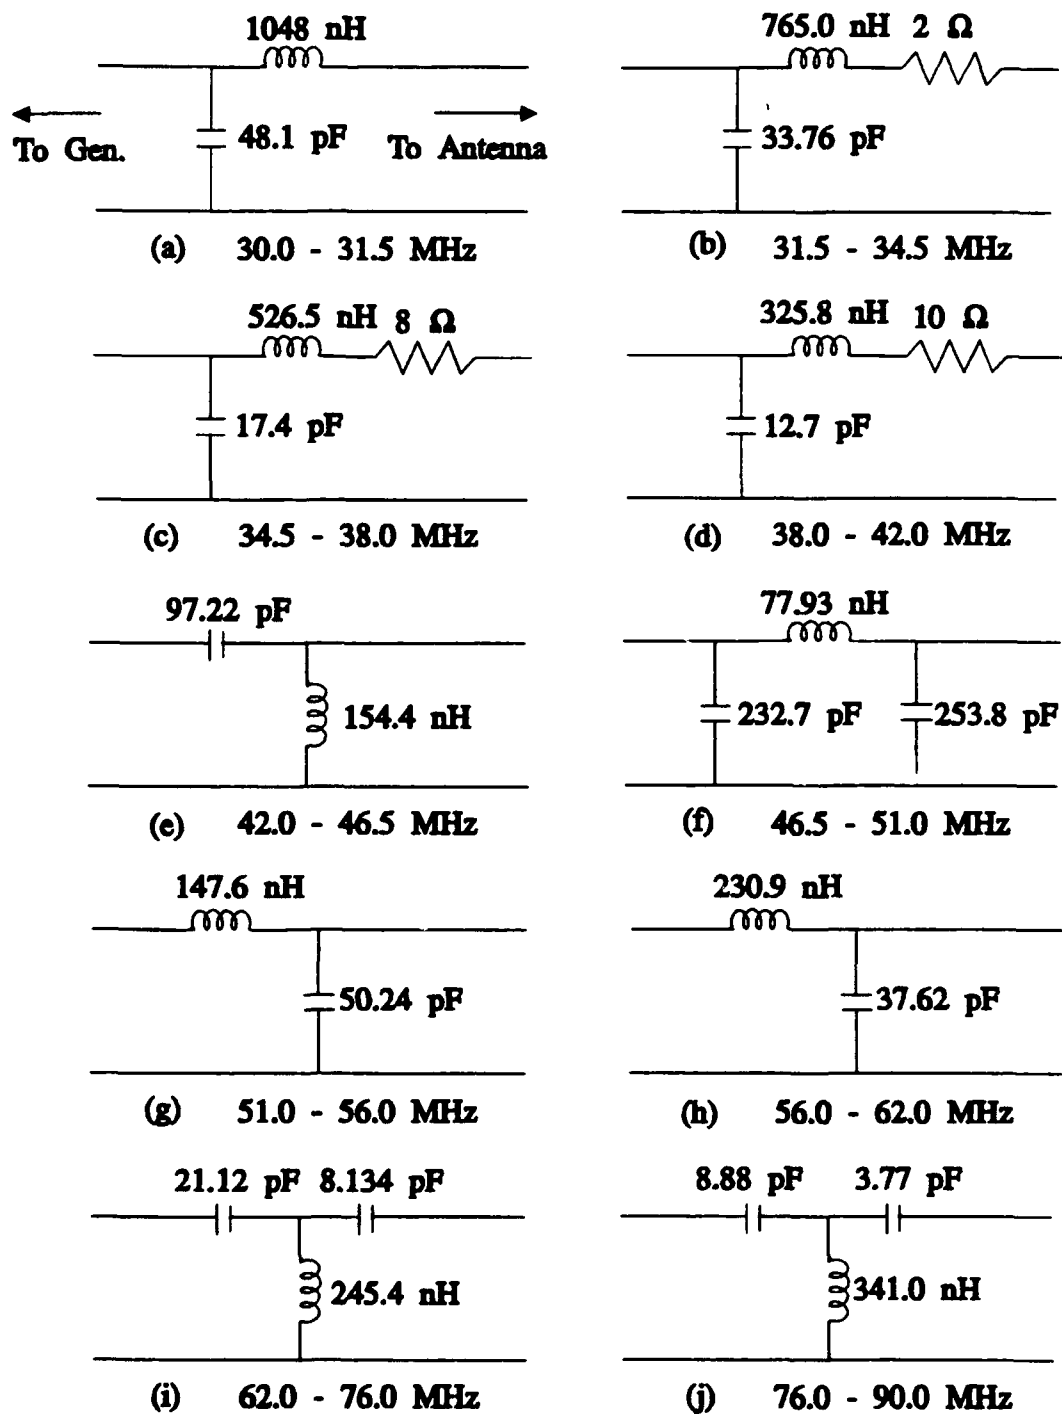 1048 nH
To Gen.
48.1 pF
To Antenna
(a) 30.0 - 31.5 MHz
765.0 nH 2 Ω
33.76 pF
(b) 31.5 - 34.5 MHz
526.5 nH 8 Ω
17.4 pF
(c) 34.5 - 38.0 MHz
325.8 nH 10 Ω
12.7 pF
(d) 38.0 - 42.0 MHz
97.22 pF
154.4 nH
(e) 42.0 - 46.5 MHz
77.93 nH
232.7 pF
253.8 pF
(f) 46.5 - 51.0 MHz
147.6 nH
50.24 pF
(g) 51.0 - 56.0 MHz
230.9 nH
37.62 pF
(h) 56.0 - 62.0 MHz
21.12 pF 8.134 pF
245.4 nH
(i) 62.0 - 76.0 MHz
8.88 pF 3.77 pF
341.0 nH
(j) 76.0 - 90.0 MHz